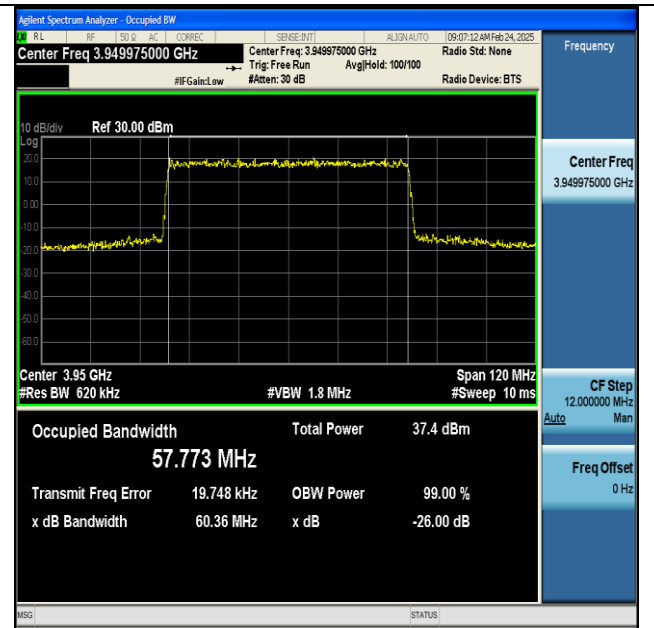 Agilent Spectrum Analyzer - Occupied BW
RL RF 50 Ω AC CORREC SENSE:INT ALIGN AUTO 09:07:12 AM Feb 24, 2025
Center Freq 3.949975000 GHz Center Freq: 3.949975000 GHz Radio Std: None
Trig: Free Run Avg|Hold: 100/100
#IFGain:Low #Atten: 30 dB Radio Device: BTS
10 dB/div Ref 30.00 dBm
Log
20.0
10.0
0.00
-10.0
-20.0
-30.0
-40.0
-50.0
-60.0
Center 3.95 GHz Span 120 MHz
#Res BW 620 kHz #VBW 1.8 MHz #Sweep 10 ms
Occupied Bandwidth Total Power 37.4 dBm
57.773 MHz
Transmit Freq Error 19.748 kHz OBW Power 99.00 %
x dB Bandwidth 60.36 MHz x dB -26.00 dB
Frequency
Center Freq
3.949975000 GHz
CF Step
12.000000 MHz
Auto Man
Freq Offset
0 Hz
MSG STATUS